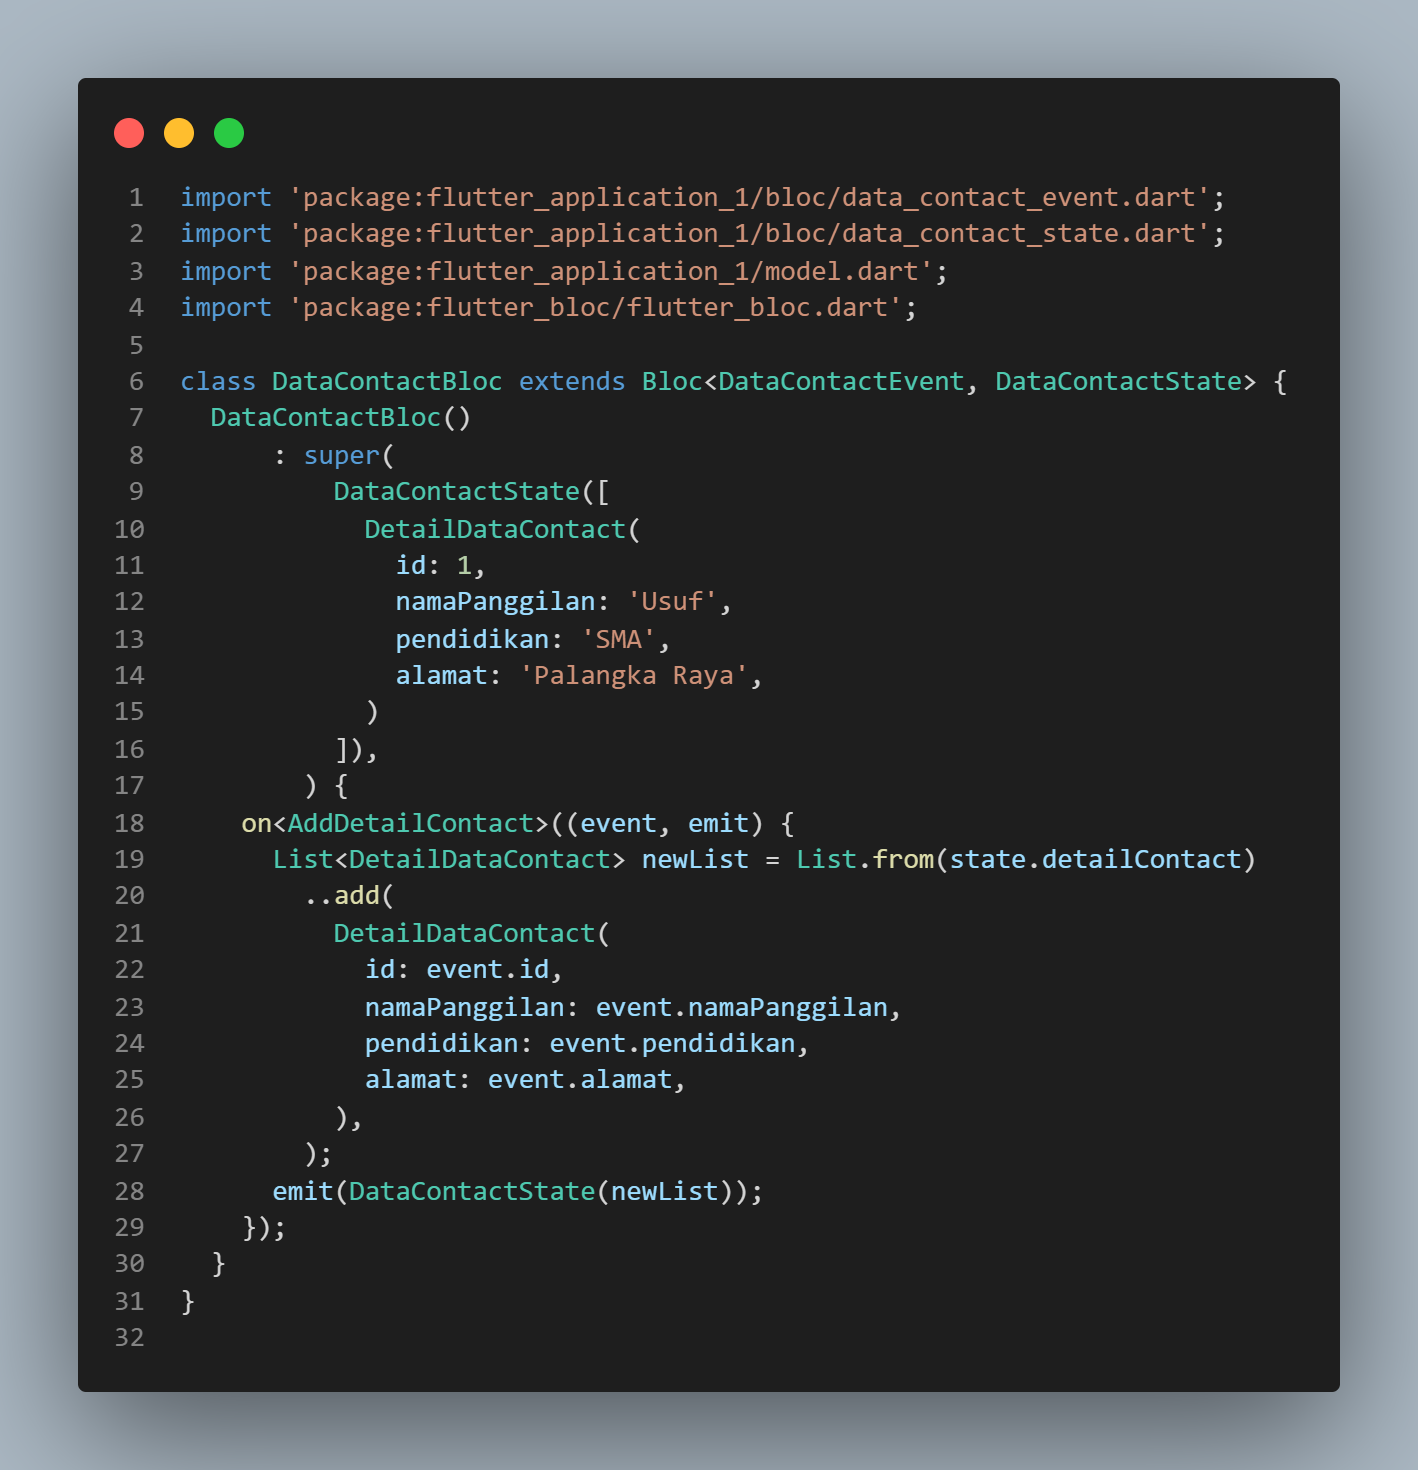 1 import 'package:flutter_application_1/bloc/data_contact_event.dart';
2 import 'package:flutter_application_1/bloc/data_contact_state.dart';
3 import 'package:flutter_application_1/model.dart';
4 import 'package:flutter_bloc/flutter_bloc.dart';
5
6 class DataContactBloc extends Bloc<DataContactEvent, DataContactState> {
7   DataContactBloc()
8       : super(
9           DataContactState([
10             DetailDataContact(
11               id: 1,
12               namaPanggilan: 'Usuf',
13               pendidikan: 'SMA',
14               alamat: 'Palangka Raya',
15             )
16           ]),
17         ) {
18     on<AddDetailContact>((event, emit) {
19       List<DetailDataContact> newList = List.from(state.detailContact)
20         ..add(
21           DetailDataContact(
22             id: event.id,
23             namaPanggilan: event.namaPanggilan,
24             pendidikan: event.pendidikan,
25             alamat: event.alamat,
26           ),
27         );
28       emit(DataContactState(newList));
29     });
30   }
31 }
32